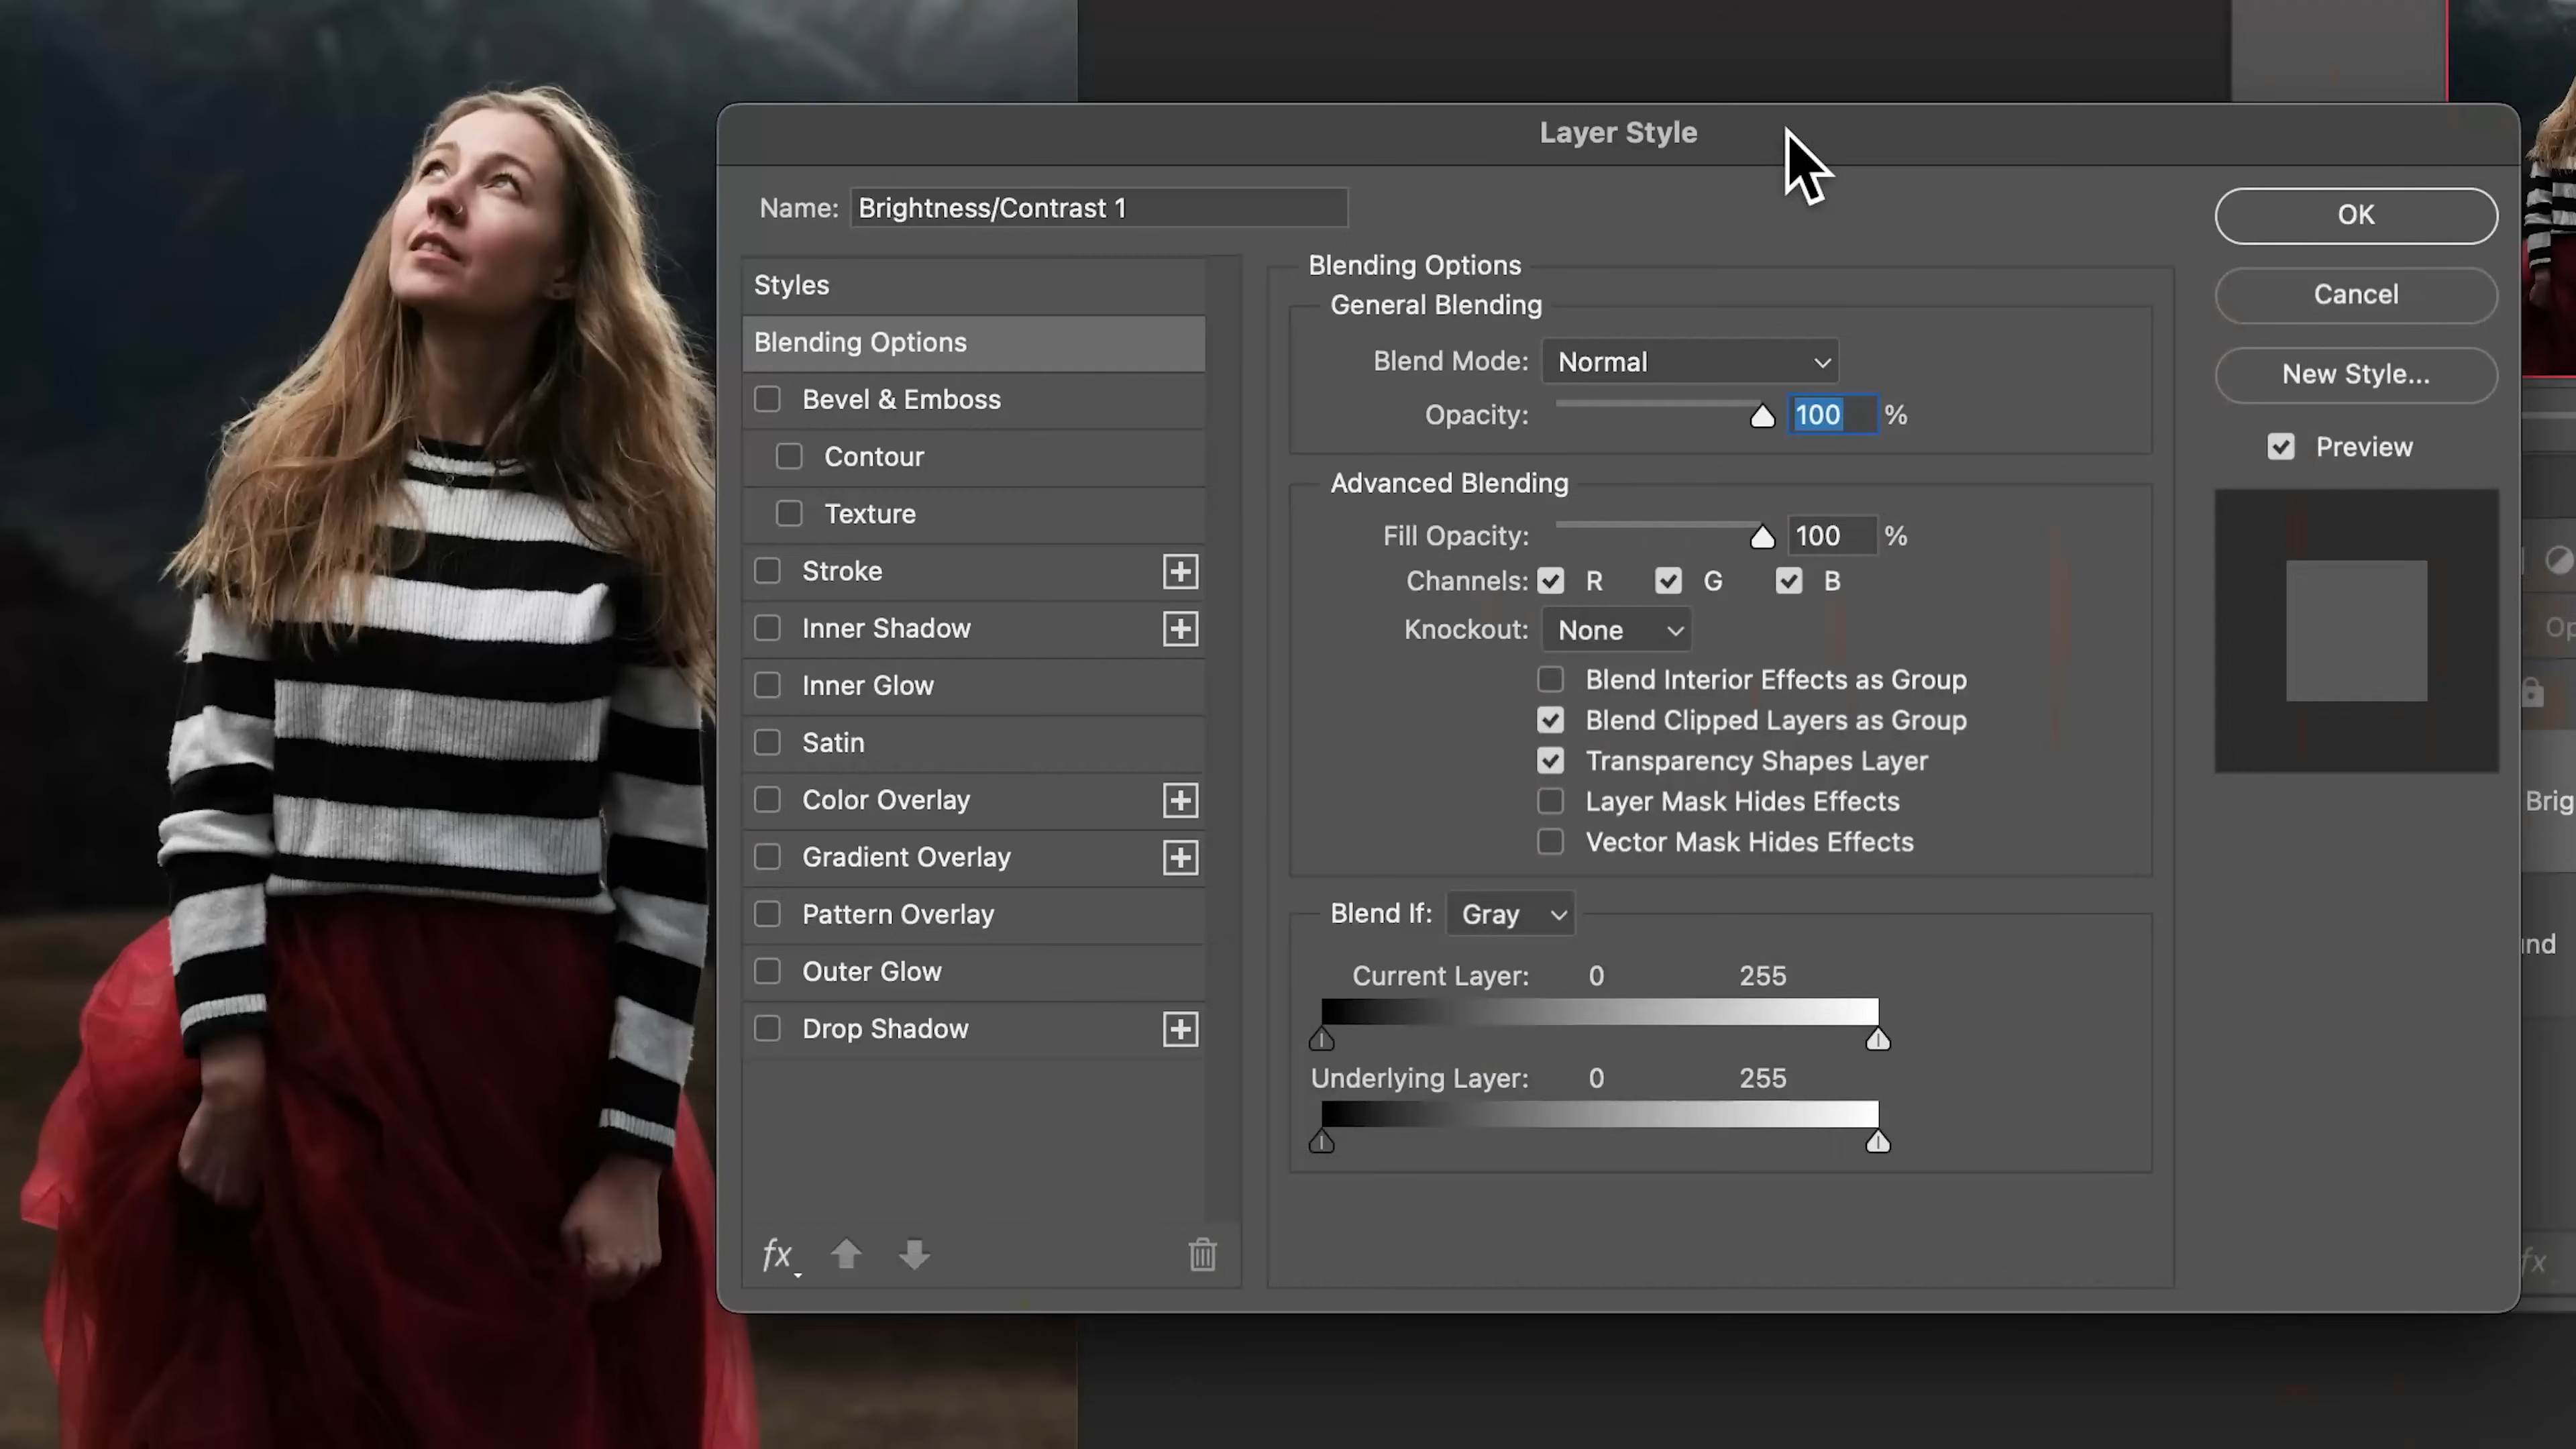 Layer Style
Name: Brightness/Contrast 1
OK
Cancel
New Style...
Preview
Styles
Blending Options
Bevel & Emboss
Contour
Texture
Stroke
Inner Shadow
Inner Glow
Satin
Color Overlay
Gradient Overlay
Pattern Overlay
Outer Glow
Drop Shadow
fx
Blending Options
General Blending
Blend Mode: Normal
Opacity: 100 %
Advanced Blending
Fill Opacity: 100 %
Channels: R G B
Knockout: None
Blend Interior Effects as Group
Blend Clipped Layers as Group
Transparency Shapes Layer
Layer Mask Hides Effects
Vector Mask Hides Effects
Blend If: Gray
Current Layer: 0 255
Underlying Layer: 0 255
Op
Brig
und
fx